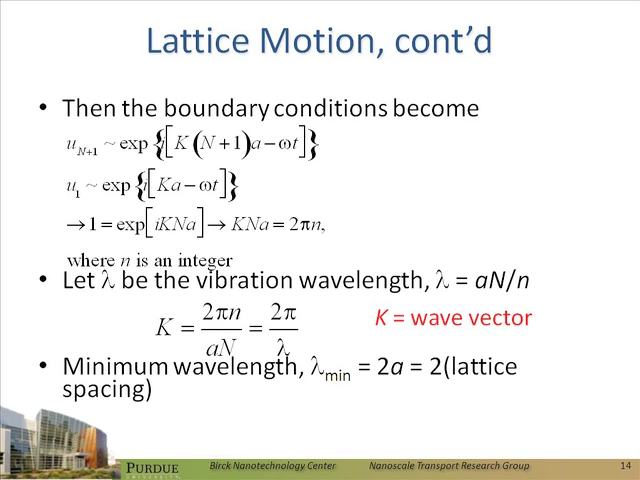 Lattice Motion, cont'd
• Then the boundary conditions become
u_{N+1} ~ exp{i[K(N+1)a − ωt]}
u_1 ~ exp{i[Ka − ωt]}
→ 1 = exp[iKNa] → KNa = 2πn,
where n is an integer
• Let λ be the vibration wavelength, λ = aN/n
K = 2πn/aN = 2π/λ
K = wave vector
• Minimum wavelength, λ_min = 2a = 2(lattice
spacing)
PURDUE
UNIVERSITY
Birck Nanotechnology Center
Nanoscale Transport Research Group
14